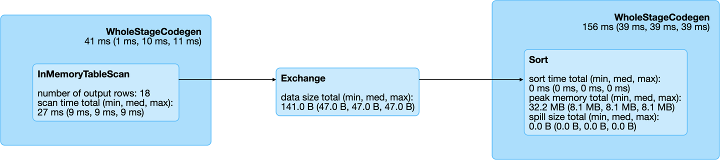 WholeStageCodegen
41 ms (1 ms, 10 ms, 11 ms)
InMemoryTableScan
number of output rows: 18
scan time total (min, med, max):
27 ms (9 ms, 9 ms, 9 ms)
Exchange
data size total (min, med, max):
141.0 B (47.0 B, 47.0 B, 47.0 B)
WholeStageCodegen
156 ms (39 ms, 39 ms, 39 ms)
Sort
sort time total (min, med, max):
0 ms (0 ms, 0 ms, 0 ms)
peak memory total (min, med, max):
32.2 MB (8.1 MB, 8.1 MB, 8.1 MB)
spill size total (min, med, max):
0.0 B (0.0 B, 0.0 B, 0.0 B)